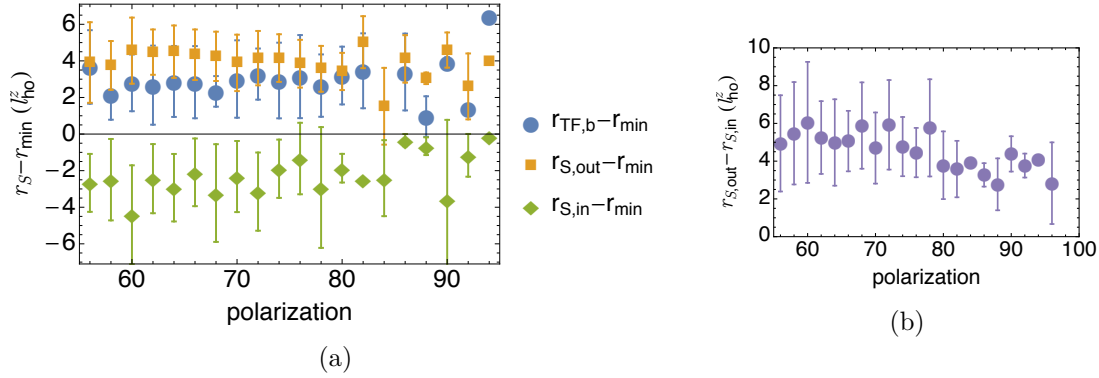 6
4
2
0
-2
-4
-6
r_S−r_min (l^z_ho)
60 70 80 90
polarization
r_TF,b−r_min
r_S,out−r_min
r_S,in−r_min
(a)
10
8
6
4
2
0
r_S,out−r_S,in (l^z_ho)
60 70 80 90 100
polarization
(b)